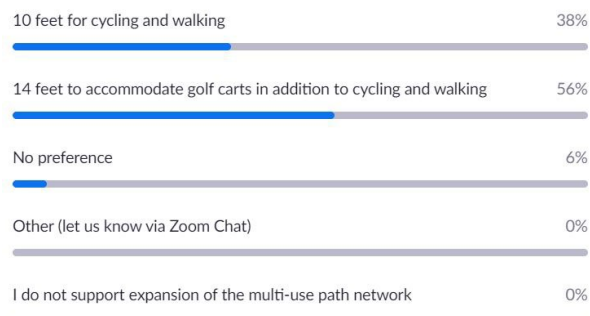 10 feet for cycling and walking 38%
14 feet to accommodate golf carts in addition to cycling and walking 56%
No preference 6%
Other (let us know via Zoom Chat) 0%
I do not support expansion of the multi-use path network 0%